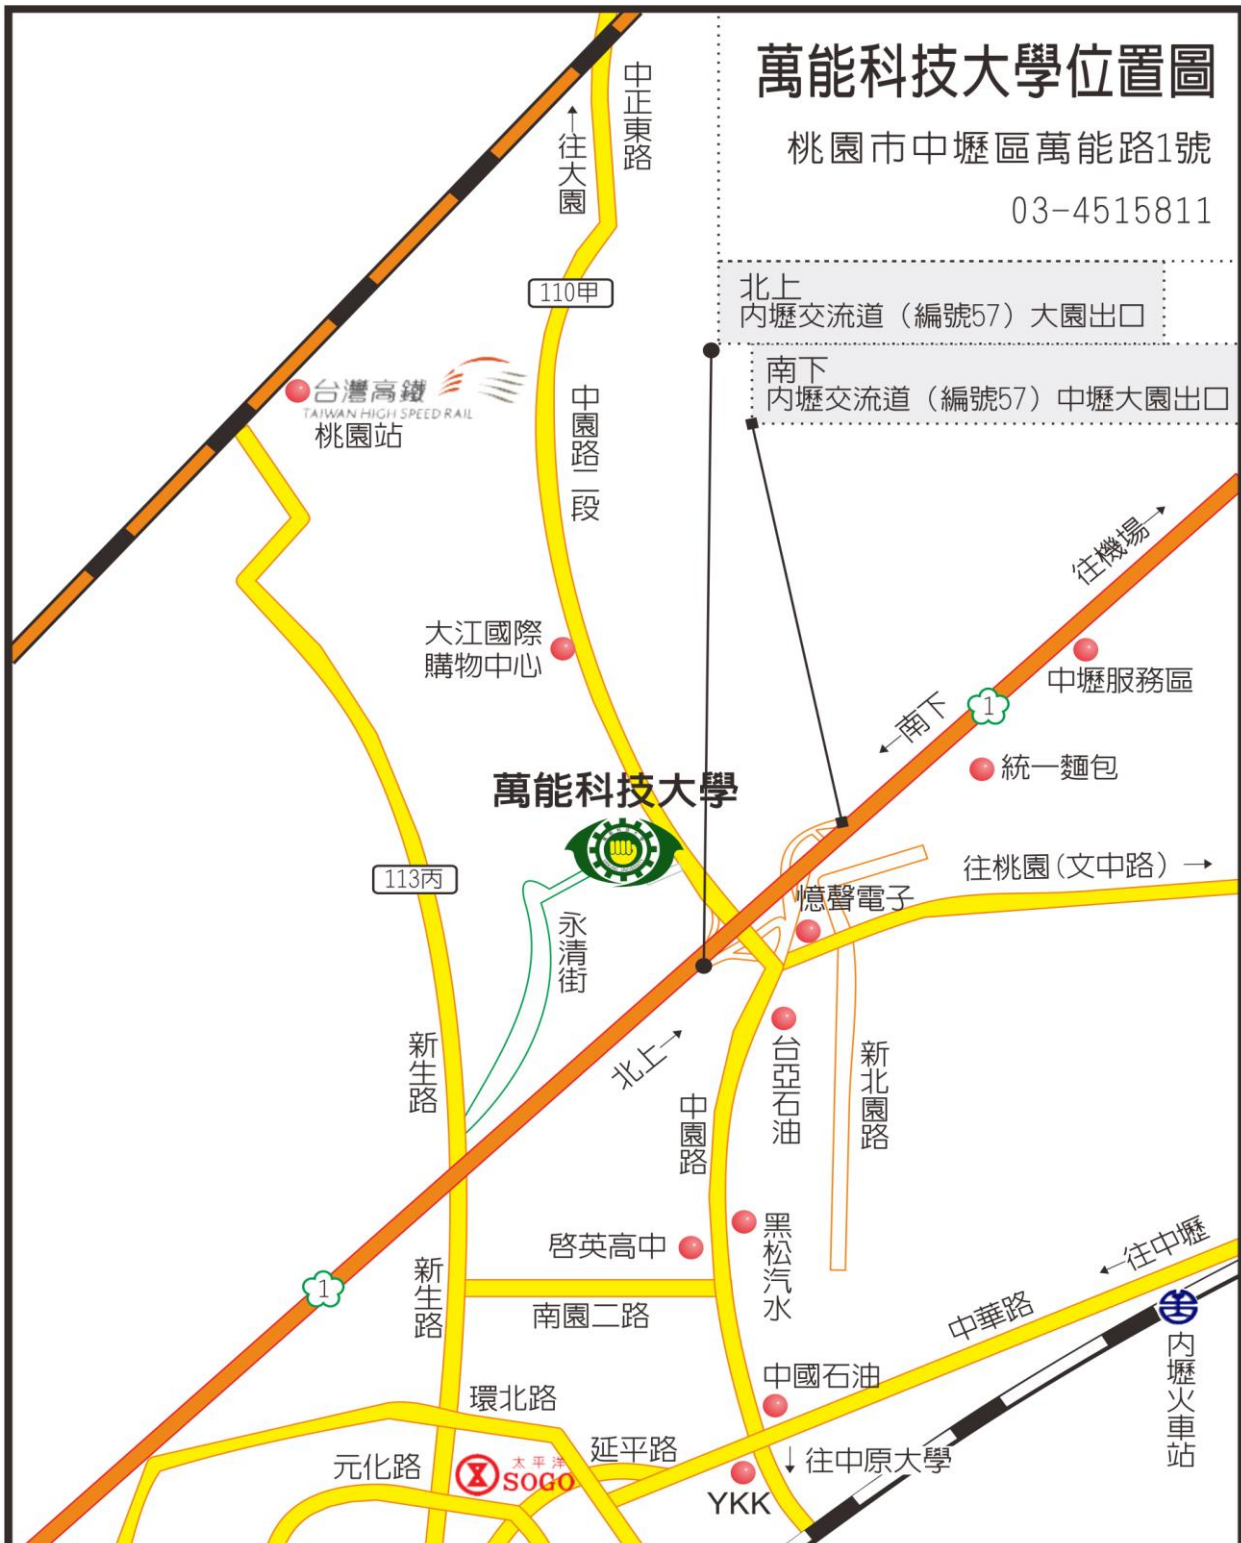 萬能科技大學位置圖
桃園市中壢區萬能路1號
03-4515811
中正東路
↑往大園
110甲
北上
內壢交流道（編號57）大園出口
南下
內壢交流道（編號57）中壢大園出口
台灣高鐵
TAIWAN HIGH SPEED RAIL
桃園站
中園路二段
往機場→
大江國際
購物中心
中壢服務區
1
←南下
統一麵包
萬能科技大學
113丙
往桃園(文中路) →
憶聲電子
永清街
北上→
新生路
台亞石油
新北園路
中園路
啓英高中
黑松汽水
←往中壢
1
新生路
南園二路
中華路
內壢火車站
中國石油
環北路
延平路
元化路
太平洋
SOGO
↓往中原大學
YKK